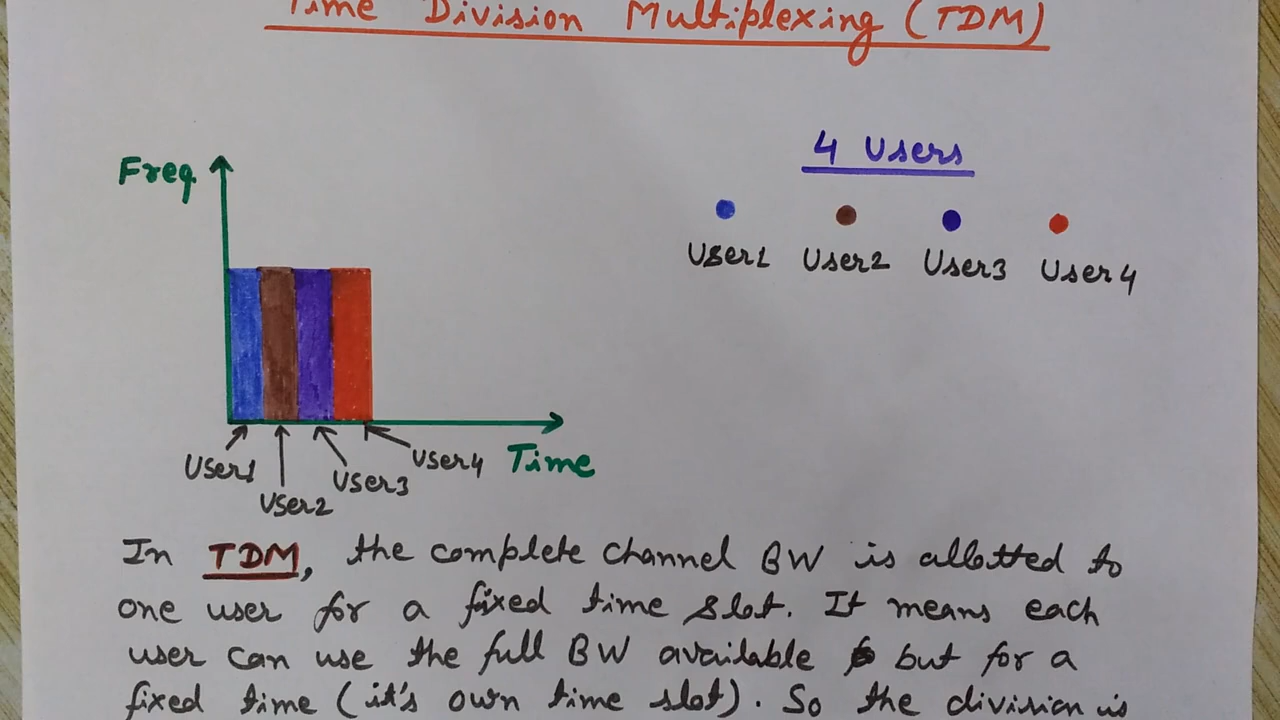 Time Division Multiplexing (TDM)
Freq
4 Users
User1 User2 User3 User4
User1
User2
User3
User4
Time
In TDM, the complete channel BW is allotted to
one user for a fixed time slot. It means each
user can use the full BW available but for a
fixed time (it's own time slot). So the division is